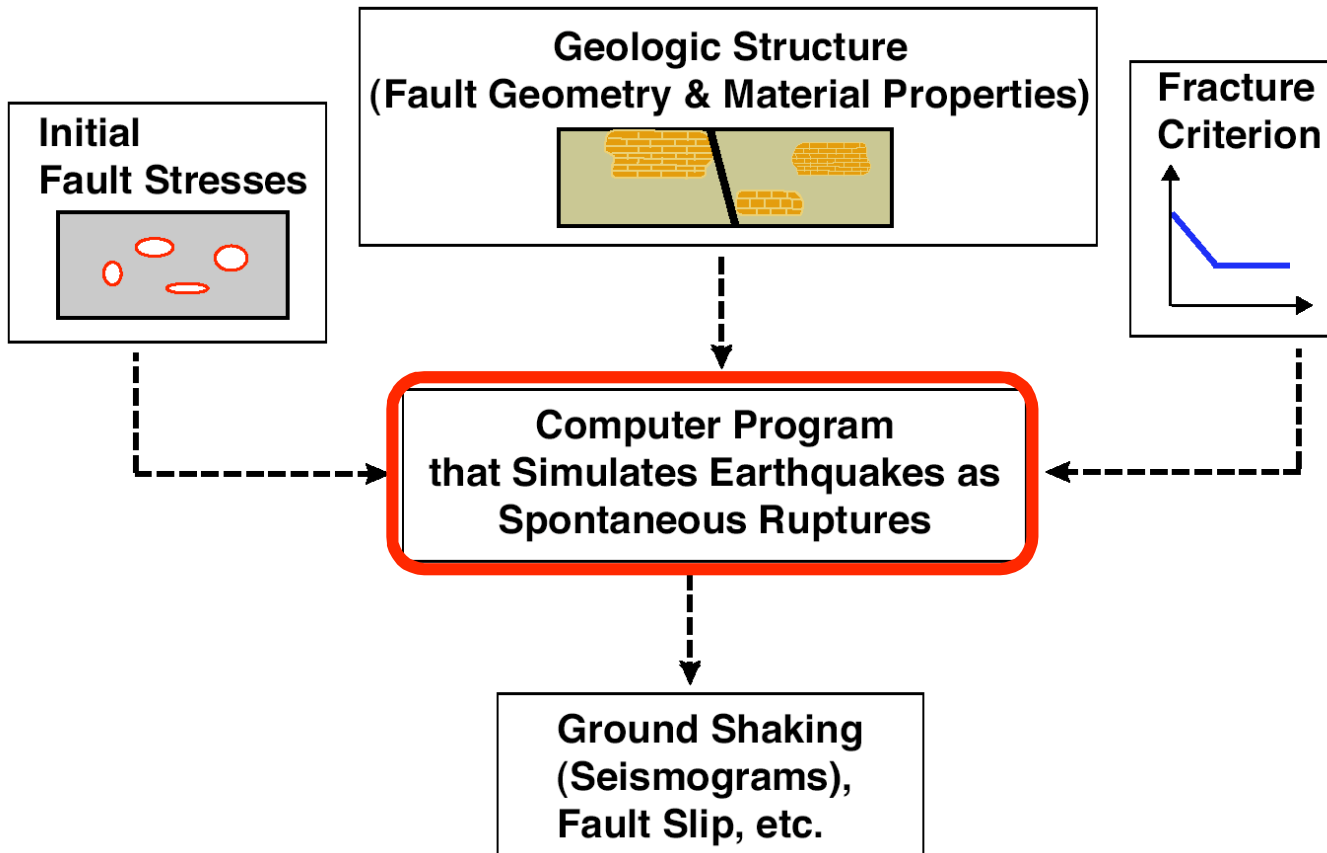 Geologic Structure
(Fault Geometry & Material Properties)
Initial
Fault Stresses
Fracture
Criterion
Computer Program
that Simulates Earthquakes as
Spontaneous Ruptures
Ground Shaking
(Seismograms),
Fault Slip, etc.